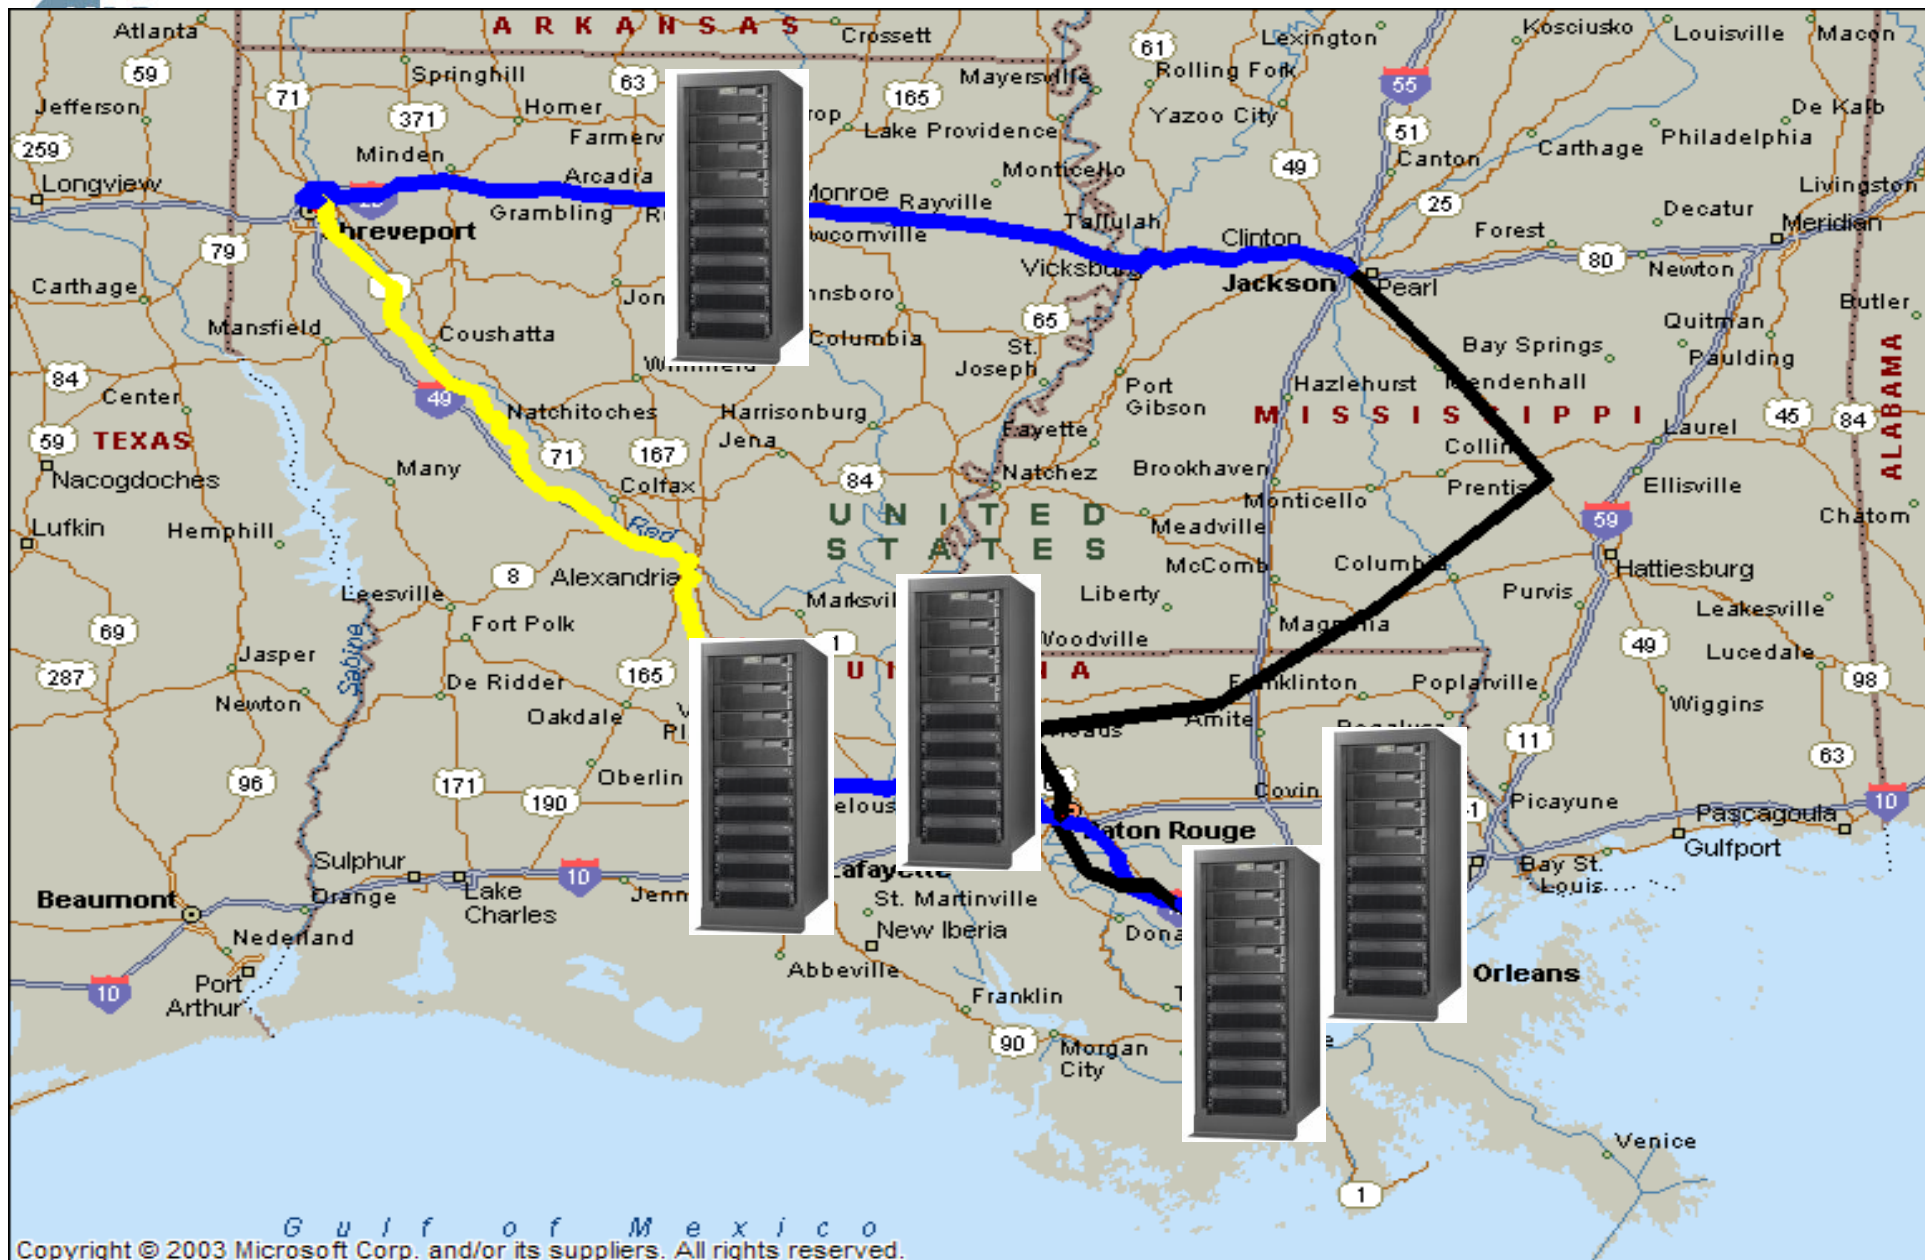 ARKANSAS
Atlanta
Crossett
Lexington
Kosciusko
Louisville
Macon
59
Springhill
63
Mayersville
61
Rolling Fork
55
Jefferson
71
371
Homer
165
Yazoo City
De Kalb
259
Minden
Lake Providence
51
Philadelphia
Longview
Arcadia
Monticello
49
Canton
Carthage
Livingston
Grambling
Monroe
Rayville
25
Decatur
Shreveport
Tallulah
Clinton
Forest
Meridian
79
Vicksburg
Jackson
Pearl
80
Newton
Carthage
Butler
Mansfield
Coushatta
Columbia
65
Quitman
84
St.
Joseph
Bay Springs
Paulding
Center
49
Natchitoches
Harrisonburg
Port
Gibson
Hazlehurst
Mendenhall
59
TEXAS
Jena
Fayette
MISSISSIPPI
45
84
ALABAMA
Nacogdoches
Many
71
167
84
Natchez
Brookhaven
Laurel
Colfax
Monticello
Prentiss
Ellisville
Lufkin
Hemphill
Red
UNITED
STATES
Meadville
59
Chatom
8
Alexandria
McComb
Hattiesburg
Leesville
Liberty
Purvis
Leakesville
69
Fort Polk
1
Woodville
Magnolia
49
Lucedale
287
Jasper
Sabine
165
Franklinton
Poplarville
98
Newton
De Ridder
Oakdale
Amite
Wiggins
96
171
Oberlin
190
11
63
Picayune
Pascagoula
10
Sulphur
10
Baton Rouge
Gulfport
Beaumont
Orange
Lake
Charles
Lafayette
St. Martinville
Bay St.
Louis
Nederland
New Iberia
10
Port
Arthur
Abbeville
Orleans
Franklin
90
Morgan
City
Venice
1
Gulf of Mexico
Copyright © 2003 Microsoft Corp. and/or its suppliers. All rights reserved.